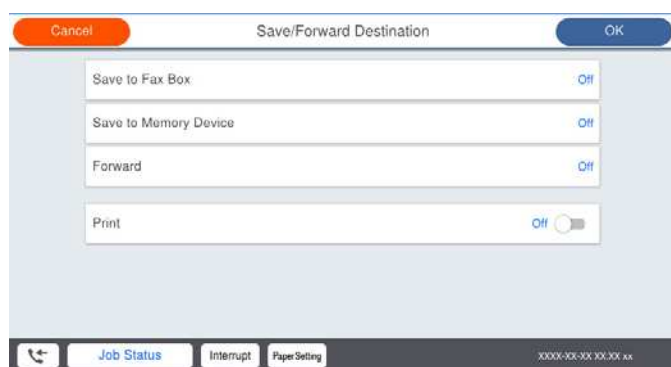 Cancel Save/Forward Destination OK
Save to Fax Box Off
Save to Memory Device Off
Forward Off
Print Off
Job Status Interrupt Paper Setting XXXX-XX-XX XX:XX xx